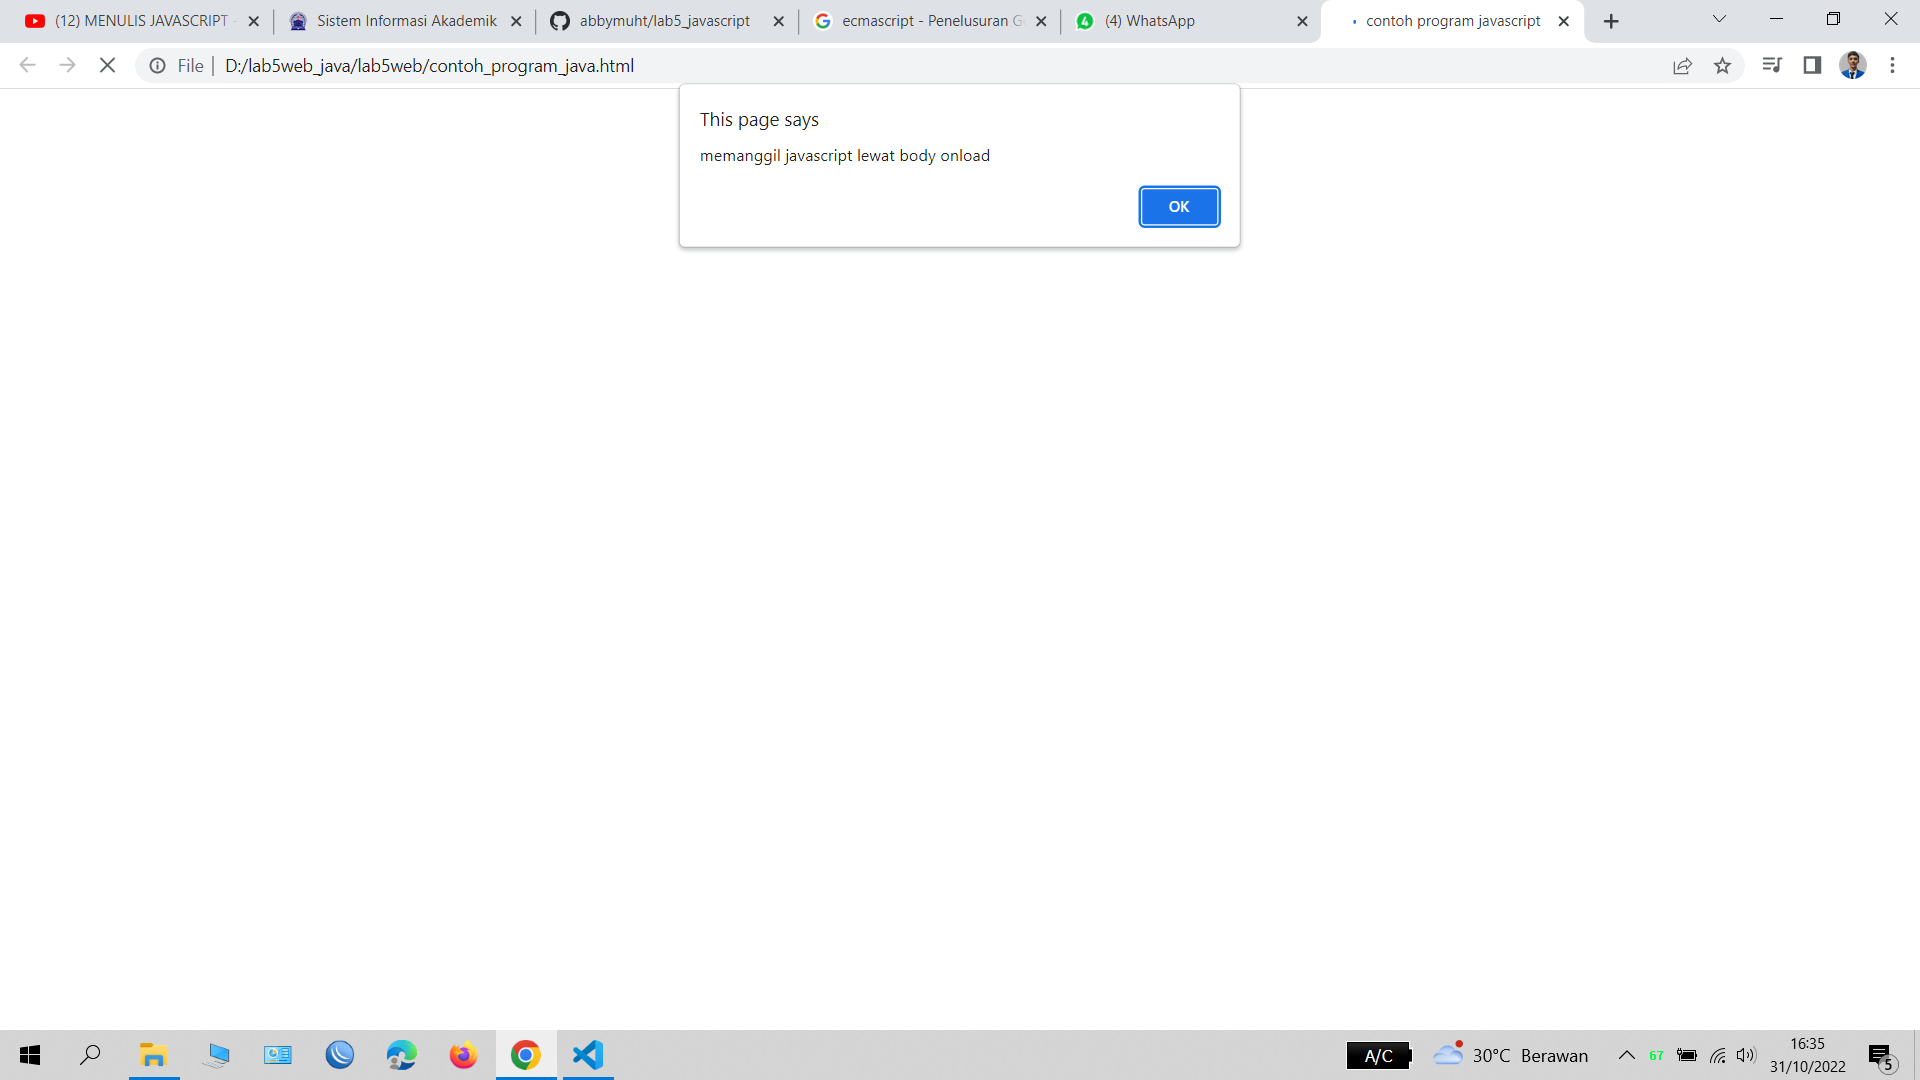 (12) MENULIS JAVASCRIPT -
Sistem Informasi Akademik
abbymuht/lab5_javascript
ecmascript - Penelusuran G
4
(4) WhatsApp
contoh program javascript
File
D:/lab5web_java/lab5web/contoh_program_java.html
This page says
memanggil javascript lewat body onload
OK
A/C
30°C Berawan
67
16:35
31/10/2022
5